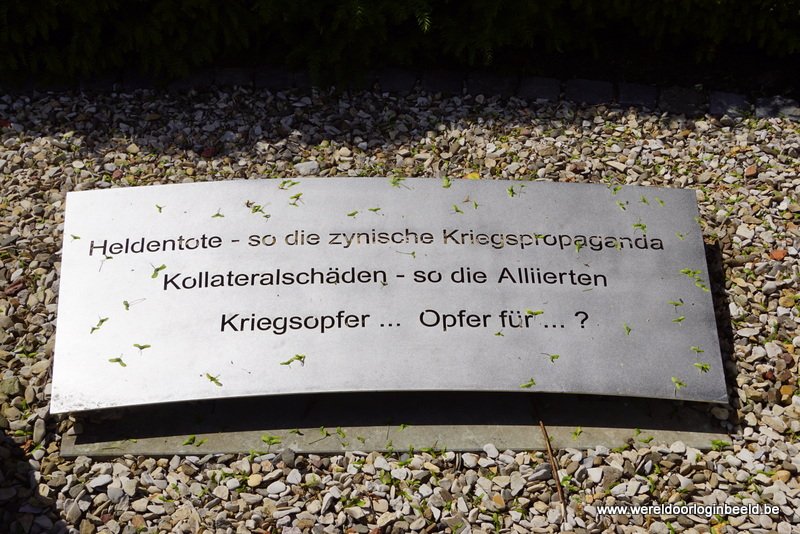 Heldentote - so die zynische Kriegspropaganda
Kollateralschäden - so die Alliierten
Kriegsopfer ... Opfer für ... ?
www.wereldoorloginbeeld.be